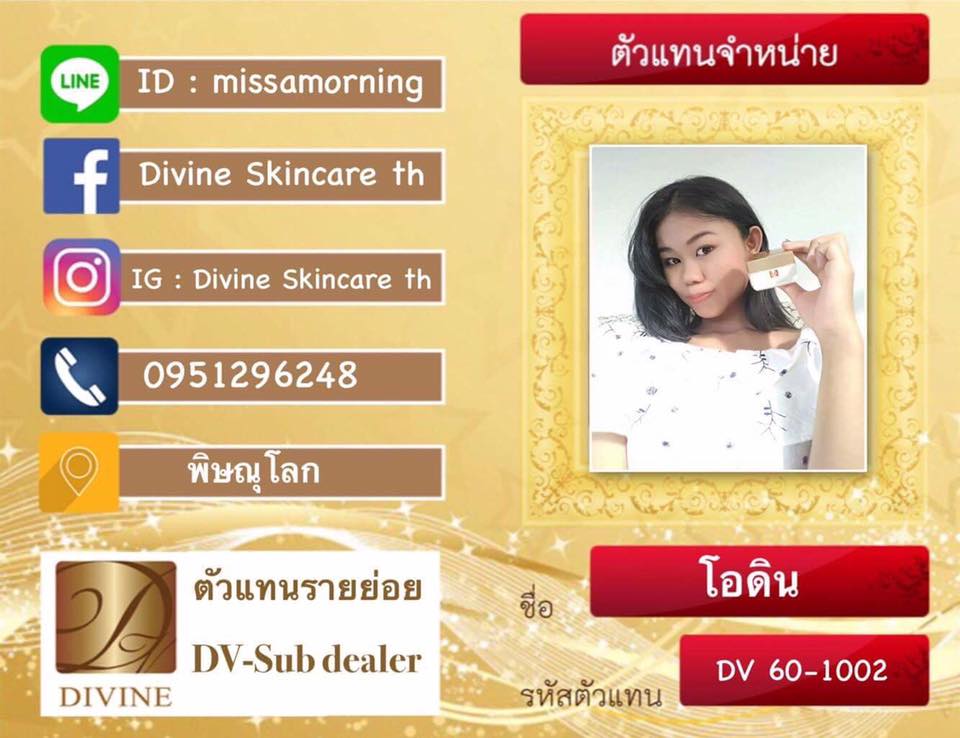 LINE
ID : missamorning
Divine Skincare th
IG : Divine Skincare th
0951296248
พิษณุโลก
ตัวแทนรายย่อย
DV-Sub dealer
DIVINE
ตัวแทนจำหน่าย
ชื่อ
โอดิน
รหัสตัวแทน
DV 60-1002